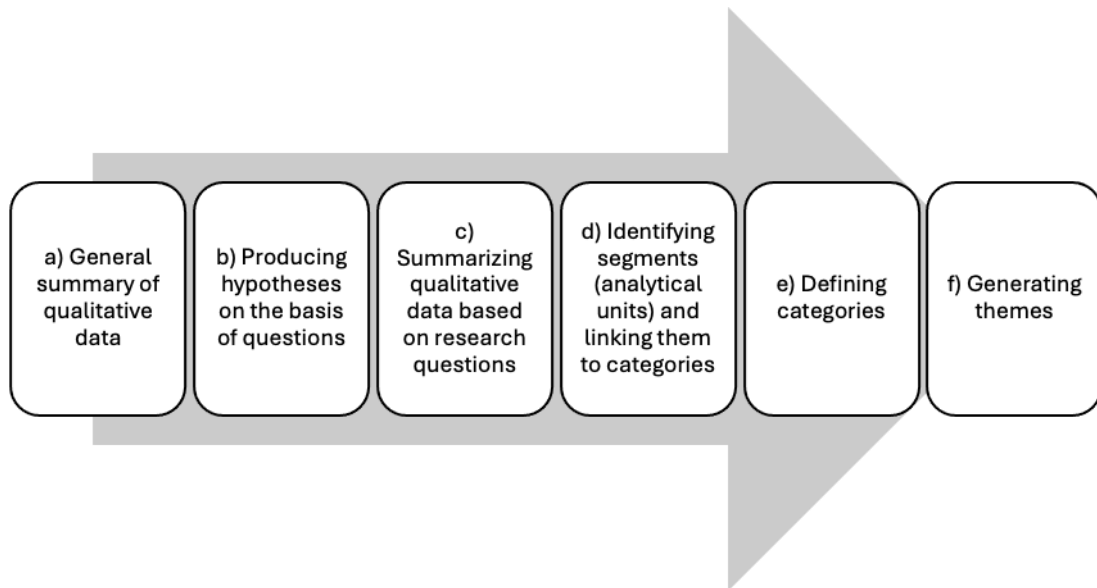 a) General
summary of
qualitative
data
b) Producing
hypotheses
on the basis
of questions
c)
Summarizing
qualitative
data based
on research
questions
d) Identifying
segments
(analytical
units) and
linking them
to categories
e) Defining
categories
f) Generating
themes